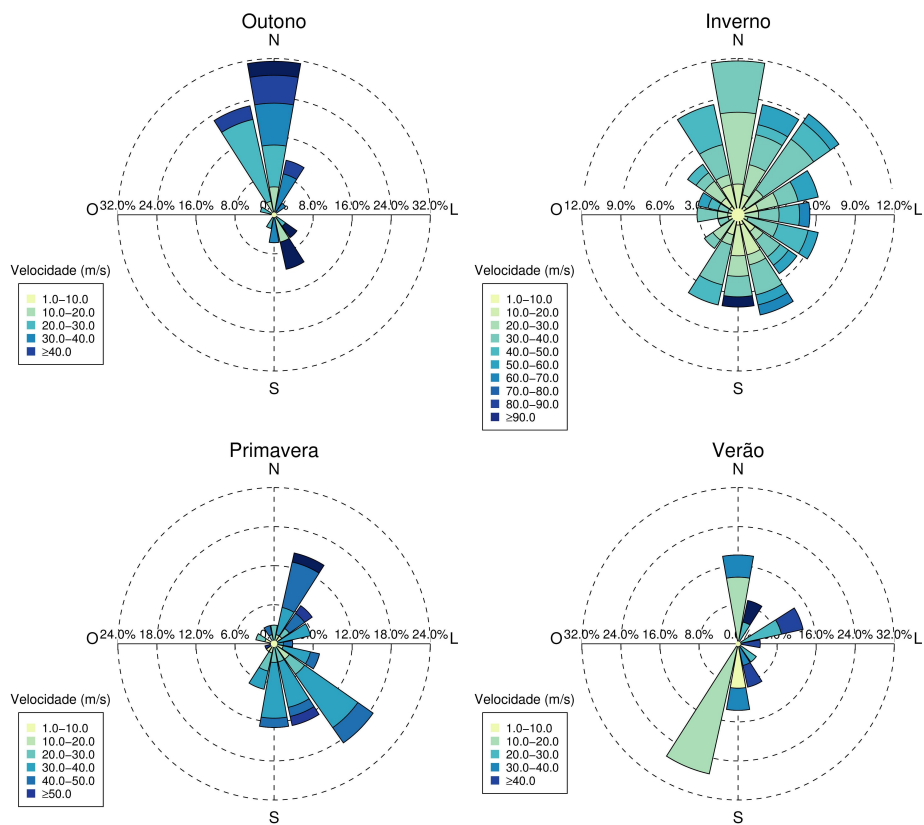 Outono
N
O
32.0% 24.0% 16.0% 8.0% 8.0% 16.0% 24.0% 32.0%
L
S
Velocidade (m/s)
1.0–10.0
10.0–20.0
20.0–30.0
30.0–40.0
≥40.0
Inverno
N
O
12.0% 9.0% 6.0% 9.0% 12.0%
L
S
Velocidade (m/s)
1.0–10.0
10.0–20.0
20.0–30.0
30.0–40.0
40.0–50.0
50.0–60.0
60.0–70.0
70.0–80.0
80.0–90.0
≥90.0
Primavera
N
O
24.0% 18.0% 12.0% 6.0% 12.0% 18.0% 24.0%
L
S
Velocidade (m/s)
1.0–10.0
10.0–20.0
20.0–30.0
30.0–40.0
40.0–50.0
≥50.0
Verão
N
O
32.0% 24.0% 16.0% 8.0% 16.0% 24.0% 32.0%
L
S
Velocidade (m/s)
1.0–10.0
10.0–20.0
20.0–30.0
30.0–40.0
≥40.0